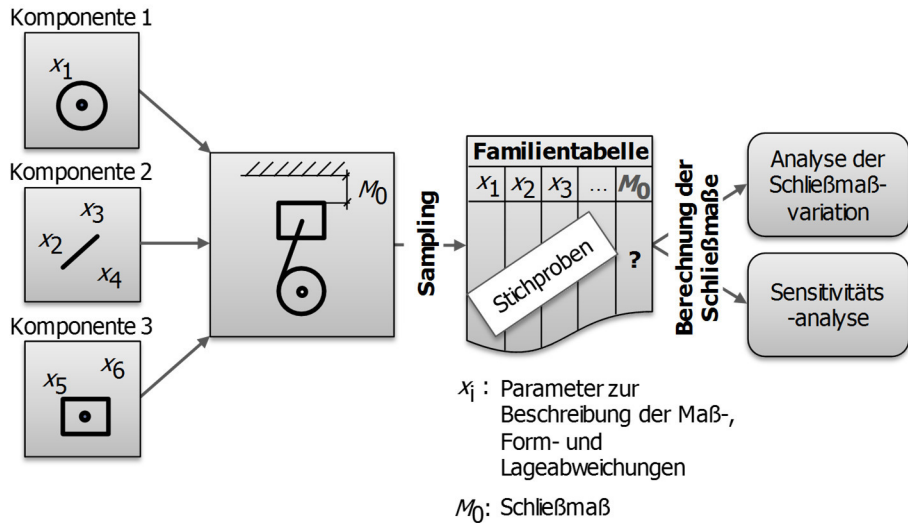 Komponente 1
x1
Komponente 2
x3
x2
x4
Komponente 3
x6
x5
M0
Sampling
Familientabelle
x1 x2 x3 ... M0
Stichproben
?
Berechnung der
Schließmaße
Analyse der
Schließmaß-
variation
Sensitivitäts
-analyse
xi : Parameter zur
Beschreibung der Maß-,
Form- und
Lageabweichungen
M0: Schließmaß